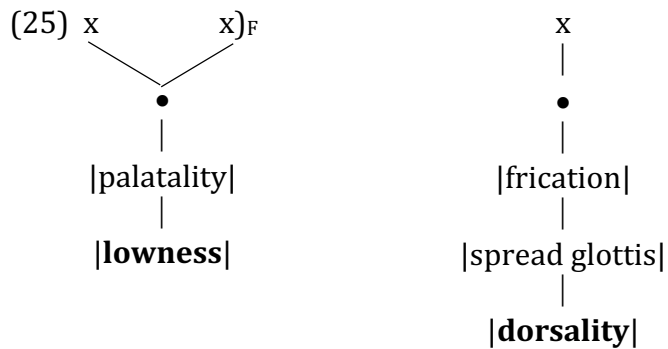 (25) x x)F x
• •
|palatality| |frication|
|lowness| |spread glottis|
|dorsality|